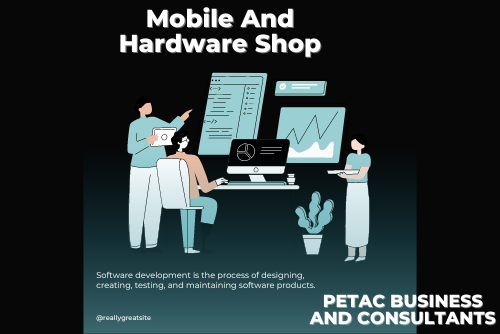 Mobile And
Hardware Shop
Software development is the process of designing,
creating, testing, and maintaining software products.
@reallygreatsite
PETAC BUSINESS
AND CONSULTANTS